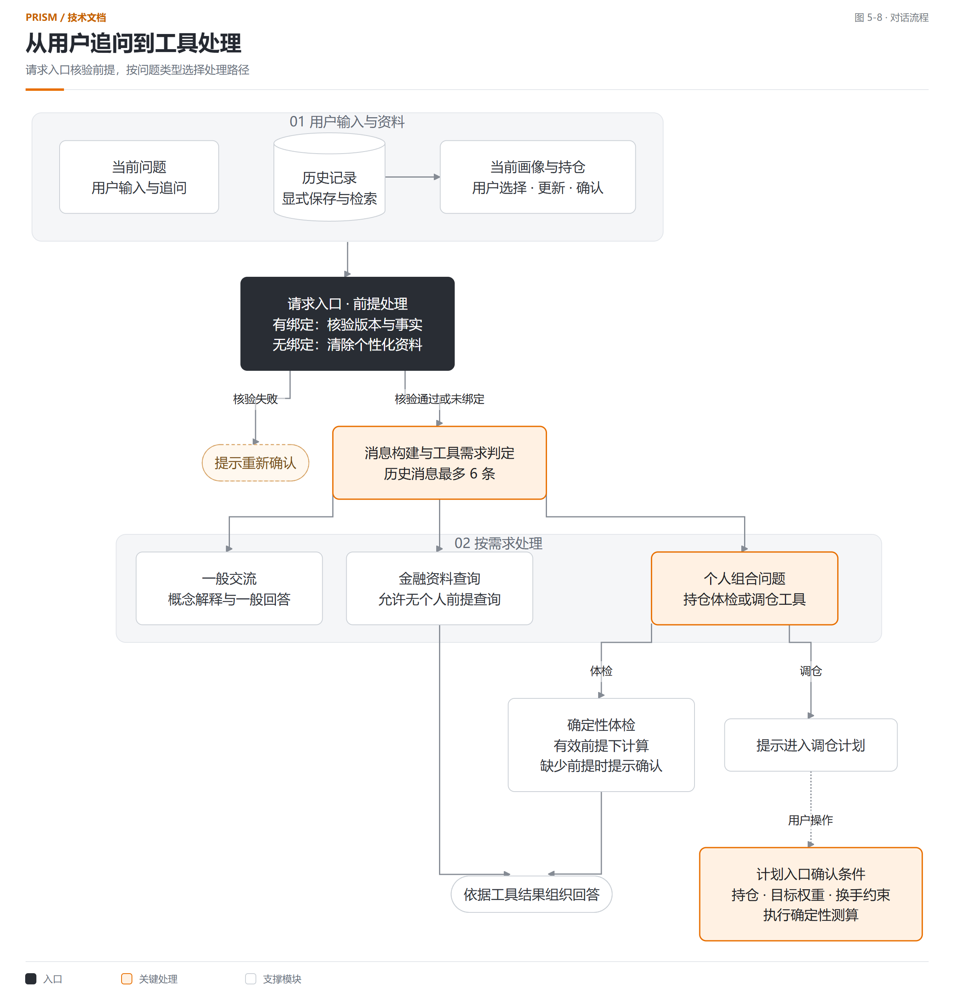 PRISM / 技术文档
图 5-8 · 对话流程
从用户追问到工具处理
请求入口核验前提，按问题类型选择处理路径
01 用户输入与资料
当前问题
用户输入与追问
历史记录
显式保存与检索
当前画像与持仓
用户选择 · 更新 · 确认
请求入口 · 前提处理
有绑定：核验版本与事实
无绑定：清除个性化资料
核验失败
核验通过或未绑定
提示重新确认
消息构建与工具需求判定
历史消息最多 6 条
02 按需求处理
一般交流
概念解释与一般回答
金融资料查询
允许无个人前提查询
个人组合问题
持仓体检或调仓工具
体检
调仓
确定性体检
有效前提下计算
缺少前提时提示确认
提示进入调仓计划
用户操作
依据工具结果组织回答
计划入口确认条件
持仓 · 目标权重 · 换手约束
执行确定性测算
入口
关键处理
支撑模块